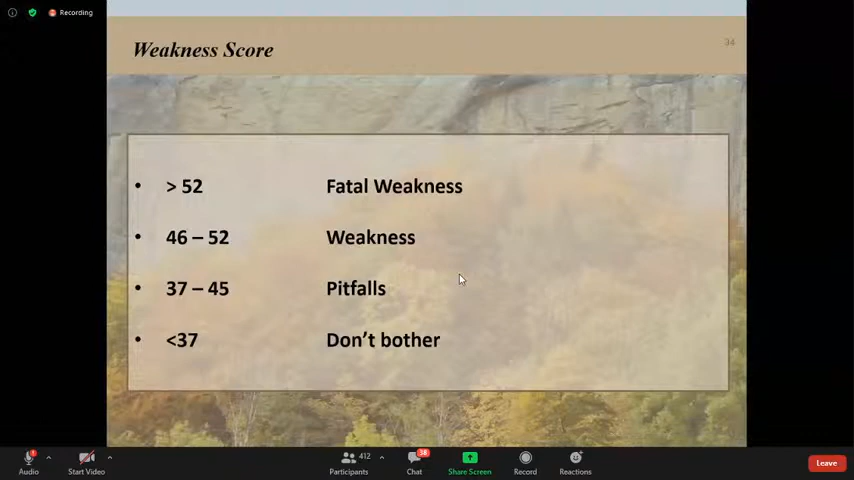 Recording
Weakness Score
34
• > 52 Fatal Weakness
• 46 – 52 Weakness
• 37 – 45 Pitfalls
• <37 Don't bother
Audio
Start Video
412
Participants
38
Chat
Share Screen
Record
Reactions
Leave